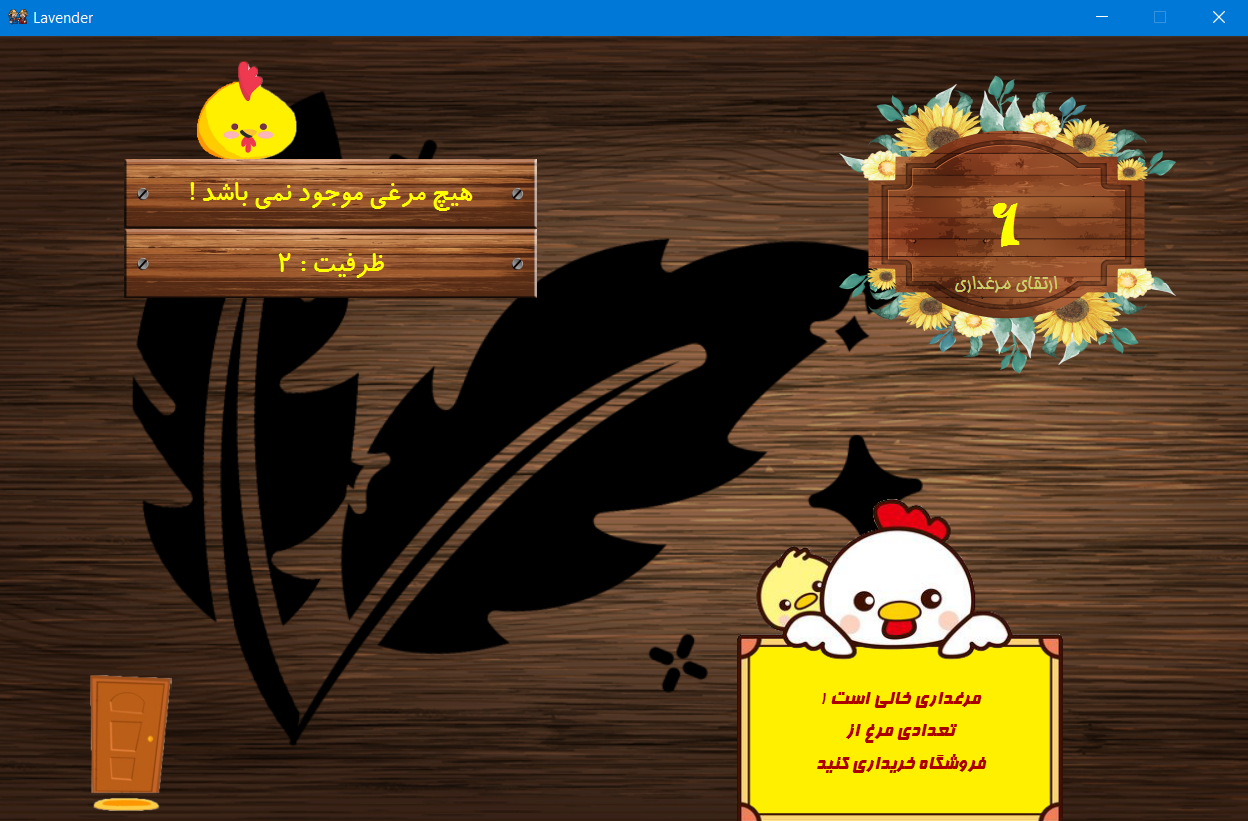 Lavender
هیچ مرغی موجود نمی باشد !
ظرفیت : ۲
۹
ارتقای مرغداری
مرغداری خالی است !
تعدادی مرغ از
فروشگاه خریداری کنید